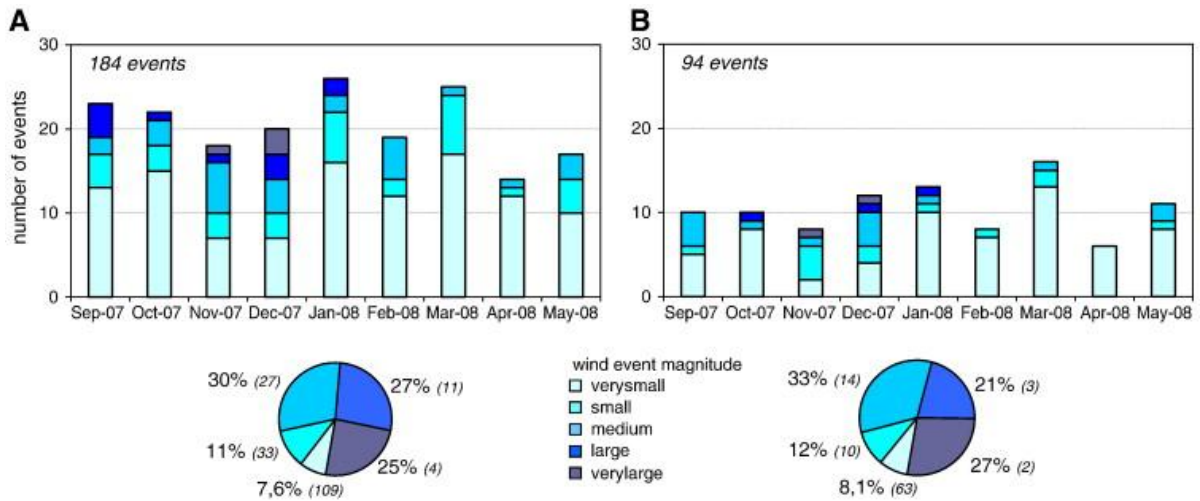 A
B
30
184 events
20
10
0
number of events
Sep-07 Oct-07 Nov-07 Dec-07 Jan-08 Feb-08 Mar-08 Apr-08 May-08
30
94 events
20
10
0
Sep-07 Oct-07 Nov-07 Dec-07 Jan-08 Feb-08 Mar-08 Apr-08 May-08
30% (27)
27% (11)
11% (33)
25% (4)
7,6% (109)
wind event magnitude
verysmall
small
medium
large
verylarge
33% (14)
21% (3)
12% (10)
27% (2)
8,1% (63)